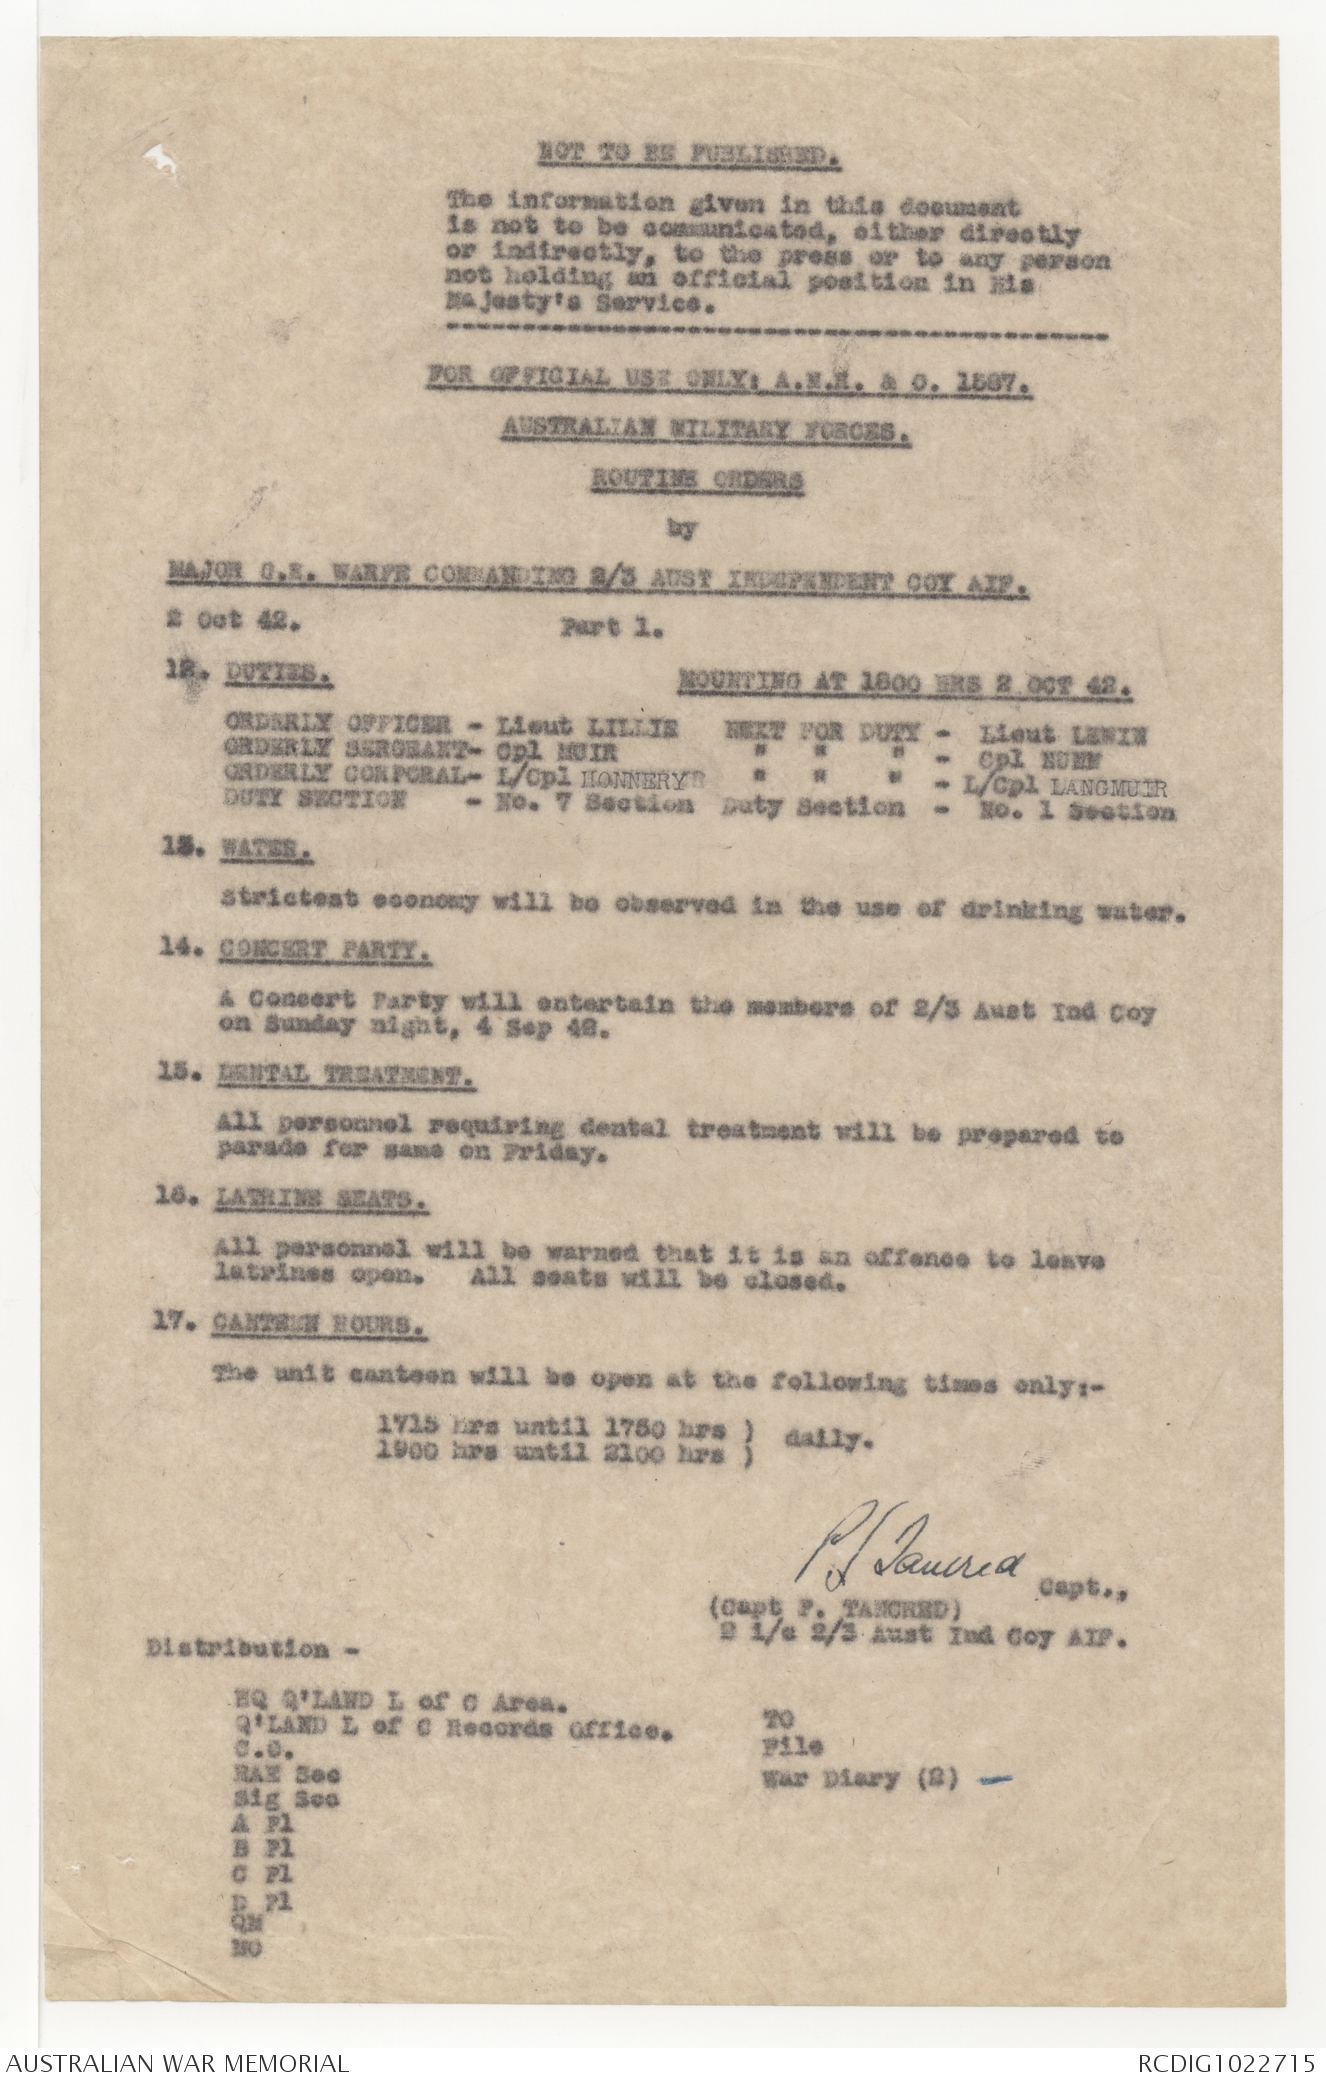 NOT TO BE PUBLISHED.
The information given in this document
is not to be communicated, either directly
or indirectly, to the press or to any person
not holding an official position in His
Majesty's Service.
--------------------------------------------
FOR OFFICIAL USE ONLY: A.M.R. & O. 1587.
AUSTRALIAN MILITARY FORCES.
ROUTINE ORDERS
by
MAJOR G.R. WARFE COMMANDING 2/3 AUST INDEPENDENT COY AIF.
2 Oct 42. Part 1.
12. DUTIES. MOUNTING AT 1800 HRS 2 OCT 42.
ORDERLY OFFICER - Lieut LILLIE NEXT FOR DUTY - Lieut LEWIN
ORDERLY SERGEANT- Cpl MUIR " " " - Cpl NUNN
ORDERLY CORPORAL- L/Cpl HONNERY " " " - L/Cpl LANGMUIR
DUTY SECTION - No. 7 Section Duty Section - No. 1 Section
13. WATER.
Strictest economy will be observed in the use of drinking water.
14. CONCERT PARTY.
A Concert Party will entertain the members of 2/3 Aust Ind Coy
on Sunday night, 4 Sep 42.
15. DENTAL TREATMENT.
All personnel requiring dental treatment will be prepared to
parade for same on Friday.
16. LATRINE SEATS.
All personnel will be warned that it is an offence to leave
latrines open. All seats will be closed.
17. CANTEEN HOURS.
The unit canteen will be open at the following times only:-
1715 hrs until 1750 hrs )
daily.
1900 hrs until 2100 hrs )
P Tancred Capt.,
(Capt P. TANCRED)
2 i/c 2/3 Aust Ind Coy AIF.
Distribution -
HQ Q'LAND L of C Area.
Q'LAND L of C Records Office. TO
C.O. File
RAE Sec War Diary (2) -
Sig Sec
A Pl
B Pl
C Pl
D Pl
QM
MO
AUSTRALIAN WAR MEMORIAL RCDIG1022715